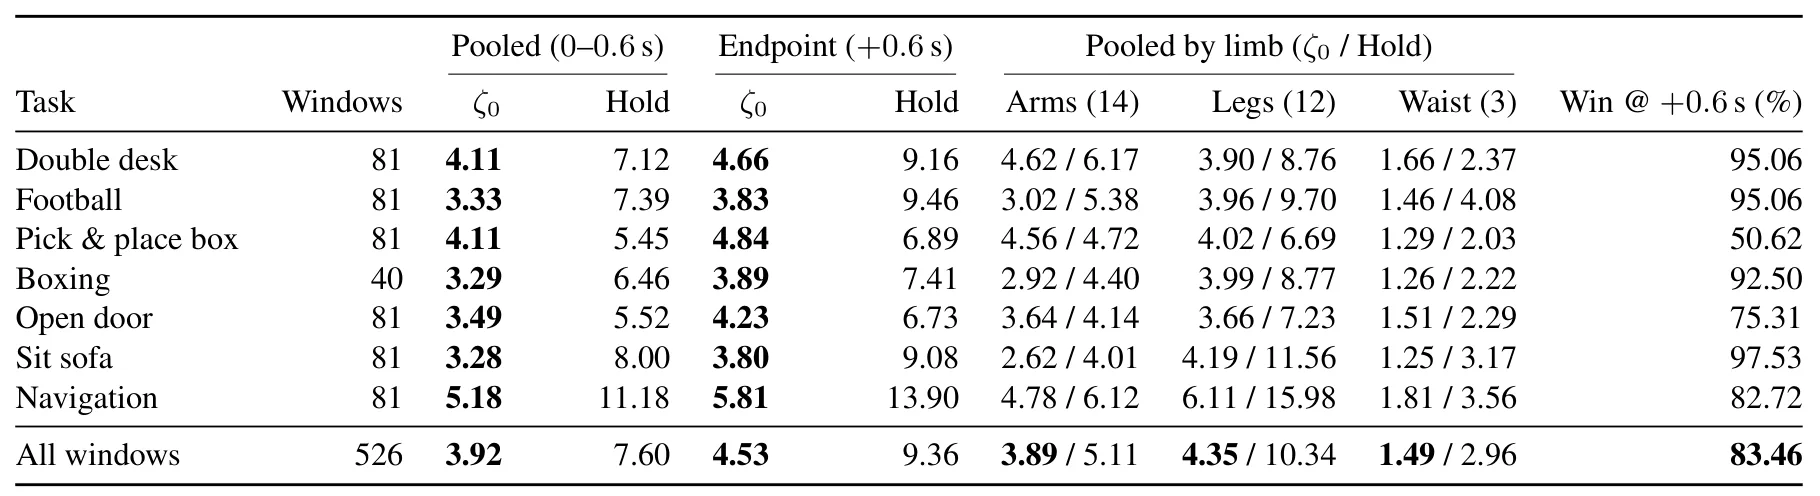 Pooled (0–0.6 s) Endpoint (+0.6 s) Pooled by limb (ζ₀ / Hold)
Task Windows ζ₀ Hold ζ₀ Hold Arms (14) Legs (12) Waist (3) Win @ +0.6 s (%)
Double desk 81 4.11 7.12 4.66 9.16 4.62 / 6.17 3.90 / 8.76 1.66 / 2.37 95.06
Football 81 3.33 7.39 3.83 9.46 3.02 / 5.38 3.96 / 9.70 1.46 / 4.08 95.06
Pick & place box 81 4.11 5.45 4.84 6.89 4.56 / 4.72 4.02 / 6.69 1.29 / 2.03 50.62
Boxing 40 3.29 6.46 3.89 7.41 2.92 / 4.40 3.99 / 8.77 1.26 / 2.22 92.50
Open door 81 3.49 5.52 4.23 6.73 3.64 / 4.14 3.66 / 7.23 1.51 / 2.29 75.31
Sit sofa 81 3.28 8.00 3.80 9.08 2.62 / 4.01 4.19 / 11.56 1.25 / 3.17 97.53
Navigation 81 5.18 11.18 5.81 13.90 4.78 / 6.12 6.11 / 15.98 1.81 / 3.56 82.72
All windows 526 3.92 7.60 4.53 9.36 3.89 / 5.11 4.35 / 10.34 1.49 / 2.96 83.46